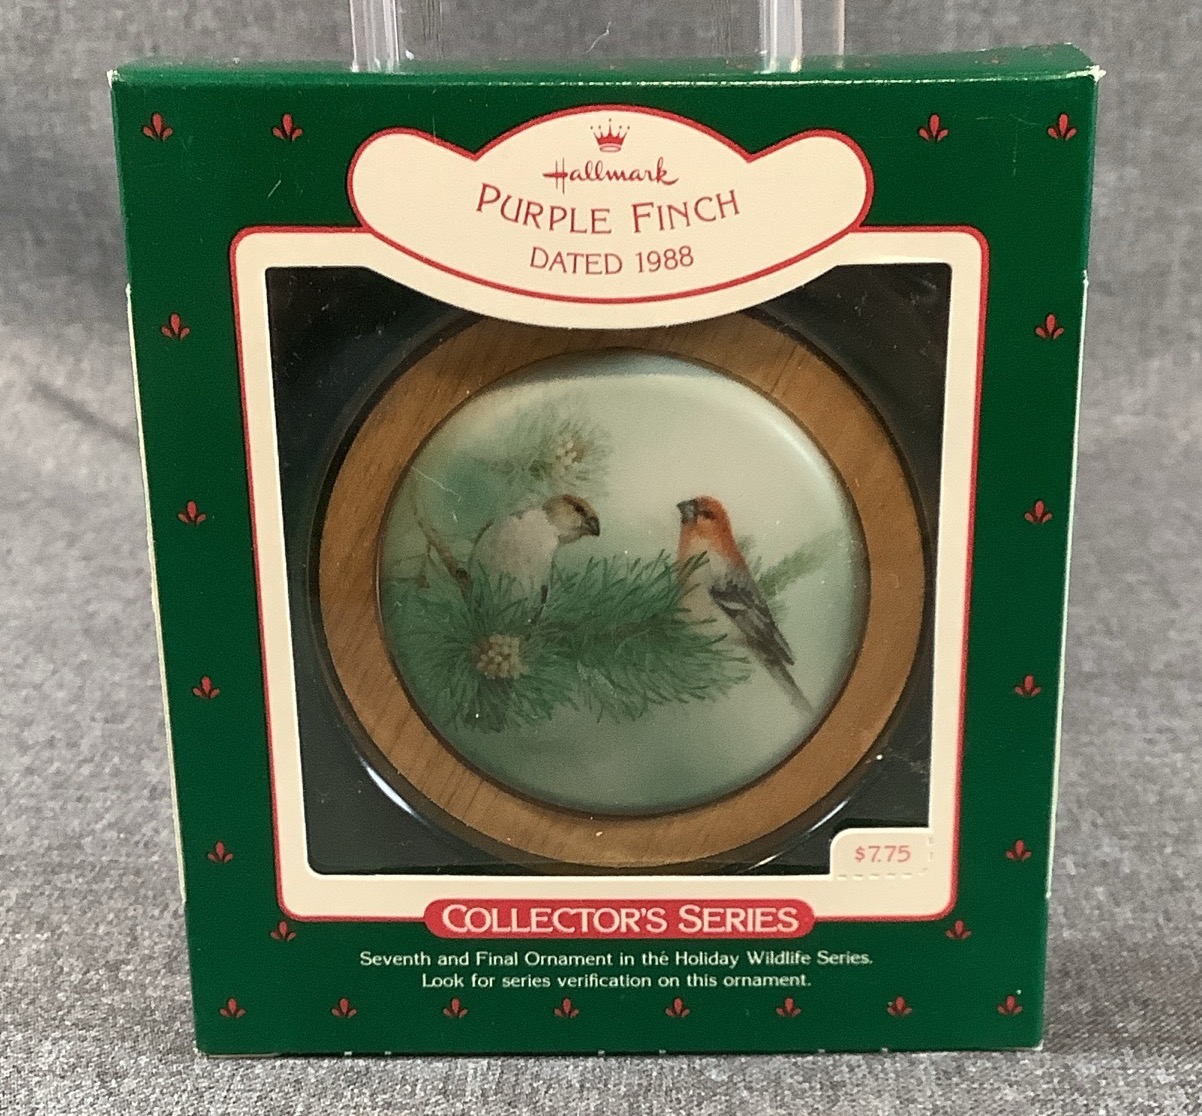 Hallmark
PURPLE FINCH
DATED 1988
$7.75
COLLECTOR'S SERIES
Seventh and Final Ornament in the Holiday Wildlife Series.
Look for series verification on this ornament.